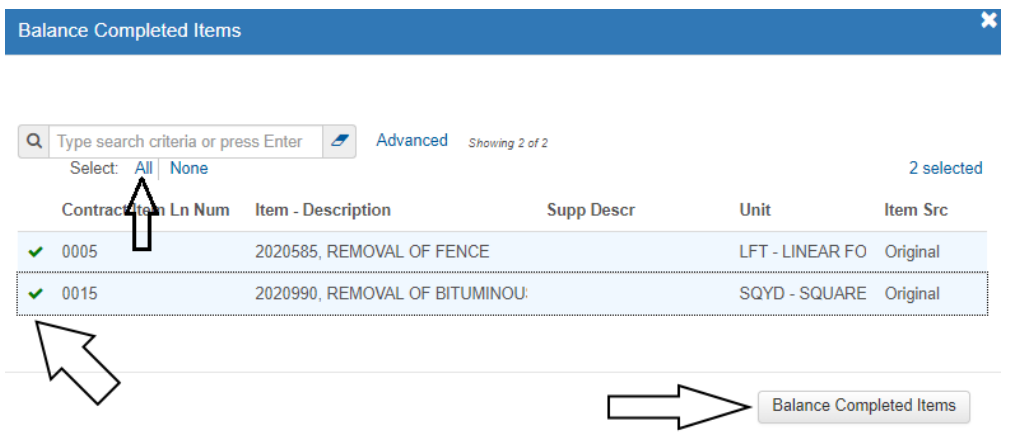 Balance Completed Items
Type search criteria or press Enter Advanced Showing 2 of 2
Select: All None 2 selected
Contract Item Ln Num Item - Description Supp Descr Unit Item Src
0005 2020585, REMOVAL OF FENCE LFT - LINEAR FO Original
0015 2020990, REMOVAL OF BITUMINOU SQYD - SQUARE Original
Balance Completed Items